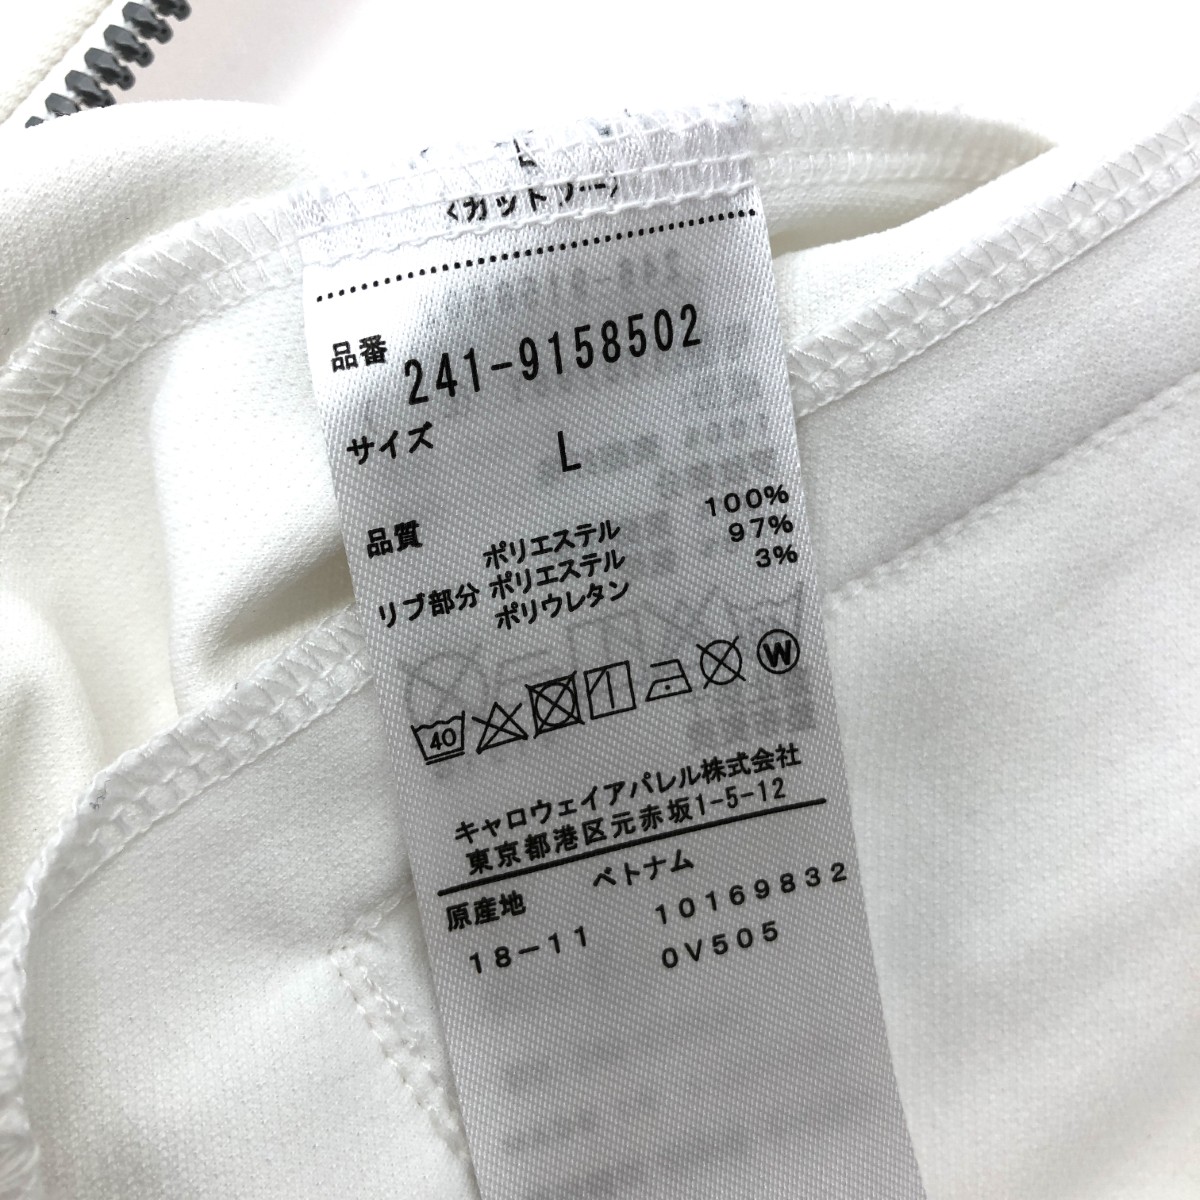 L
<カットソー>
品番 241-9158502
サイズ L
品質 ポリエステル 100%
リブ部分 ポリエステル 97%
ポリウレタン 3%
40 W
キャロウェイアパレル株式会社
東京都港区元赤坂1-5-12
原産地 ベトナム
18-11 10169832
0V505